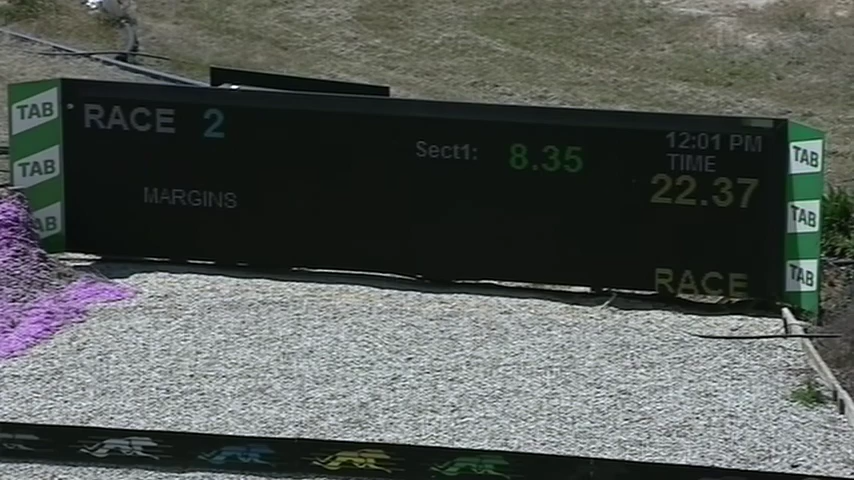 TAB
TAB
TAB
RACE 2
MARGINS
Sect1: 8.35
12:01 PM
TIME
22.37
RACE
TAB
TAB
TAB